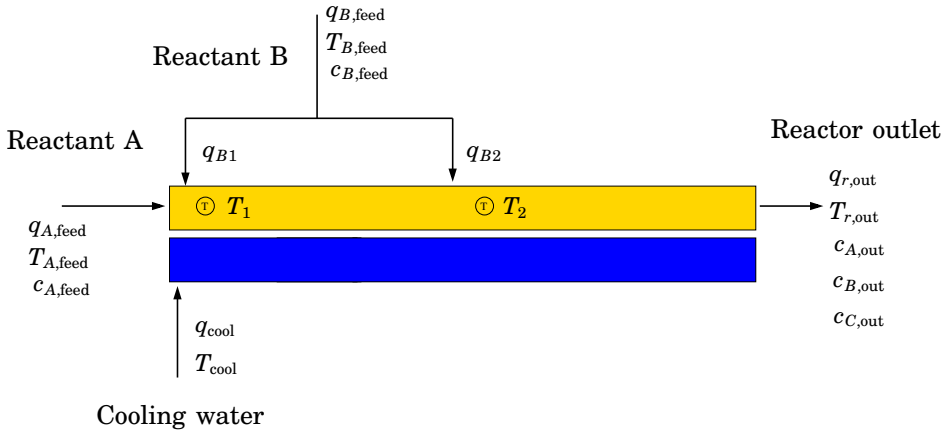 q_{B,feed}
Reactant B
T_{B,feed}
c_{B,feed}
Reactant A
q_{B1}
q_{B2}
Reactor outlet
q_{r,out}
T T_1
T T_2
q_{A,feed}
T_{r,out}
T_{A,feed}
c_{A,out}
c_{A,feed}
c_{B,out}
c_{C,out}
q_{cool}
T_{cool}
Cooling water